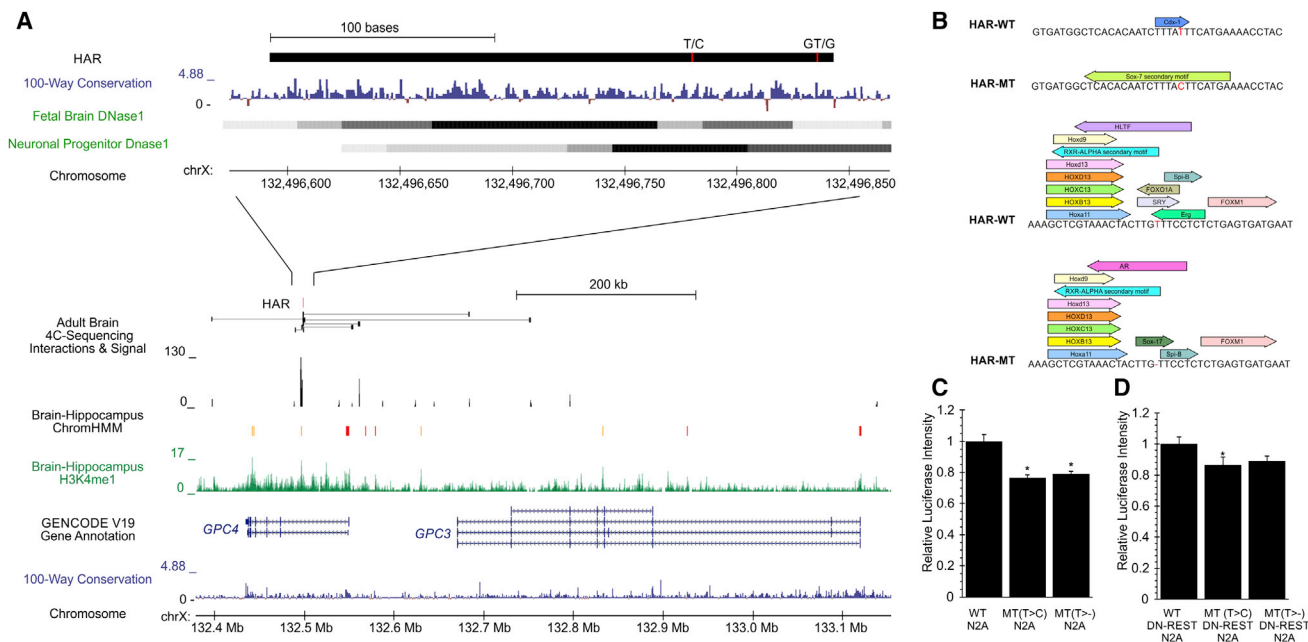 A
100 bases
T/C
GT/G
HAR
4.88
100-Way Conservation
0 -
Fetal Brain DNase1
Neuronal Progenitor Dnase1
Chromosome
chrX:
132,496,600
132,496,650
132,496,700
132,496,750
132,496,800
132,496,850
200 kb
HAR
Adult Brain
4C-Sequencing
Interactions & Signal
130
0
Brain-Hippocampus
ChromHMM
17
Brain-Hippocampus
H3K4me1
0
GENCODE V19
Gene Annotation
GPC4
GPC3
100-Way Conservation
4.88
Chromosome
chrX:
132.4 Mb
132.5 Mb
132.6 Mb
132.7 Mb
132.8 Mb
132.9 Mb
133.0 Mb
133.1 Mb
B
Cdx-1
HAR-WT
GTGATGGCTCACACAATCTTTATTTCATGAAAACCTAC
Sox-7 secondary motif
HAR-MT
GTGATGGCTCACACAATCTTTACTTCATGAAAACCTAC
HLTF
Hoxd9
RXR-ALPHA secondary motif
Hoxd13
HOXD13
Spi-B
HOXC13
FOXO1A
HOXB13
SRY
FOXM1
HAR-WT
Hoxa11
Erg
AAAGCTCGTAAACTACTTGTTTCCTCTCTGAGTGATGAAT
AR
Hoxd9
RXR-ALPHA secondary motif
Hoxd13
HOXD13
HOXC13
HOXB13
Sox-17
FOXM1
HAR-MT
Hoxa11
Spi-B
AAAGCTCGTAAACTACTTG-TTCCTCTCTGAGTGATGAAT
C
Relative Luciferase Intensity
1.2
1
0.8
0.6
0.4
0.2
0
*
*
WT
N2A
MT(T>C)
N2A
MT(T>-)
N2A
D
Relative Luciferase Intensity
1.2
1
0.8
0.6
0.4
0.2
0
*
WT
DN-REST
N2A
MT (T>C)
DN-REST
N2A
MT(T>-)
DN-REST
N2A